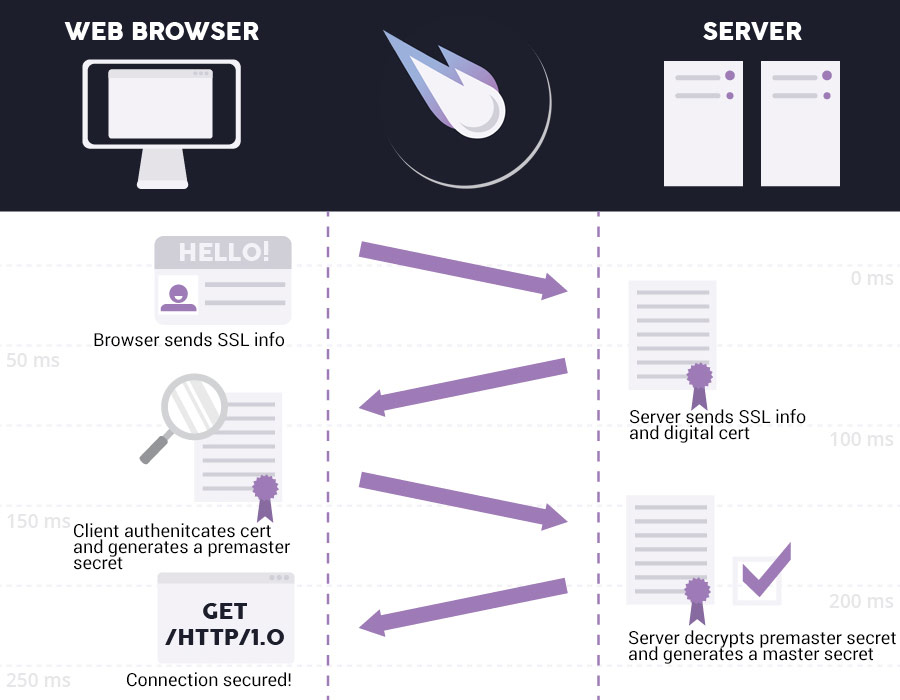 WEB BROWSER
SERVER
HELLO!
Browser sends SSL info
0 ms
50 ms
Server sends SSL info
and digital cert
100 ms
150 ms
Client authenitcates cert
and generates a premaster
secret
GET
/HTTP/1.0
200 ms
Server decrypts premaster secret
and generates a master secret
250 ms
Connection secured!